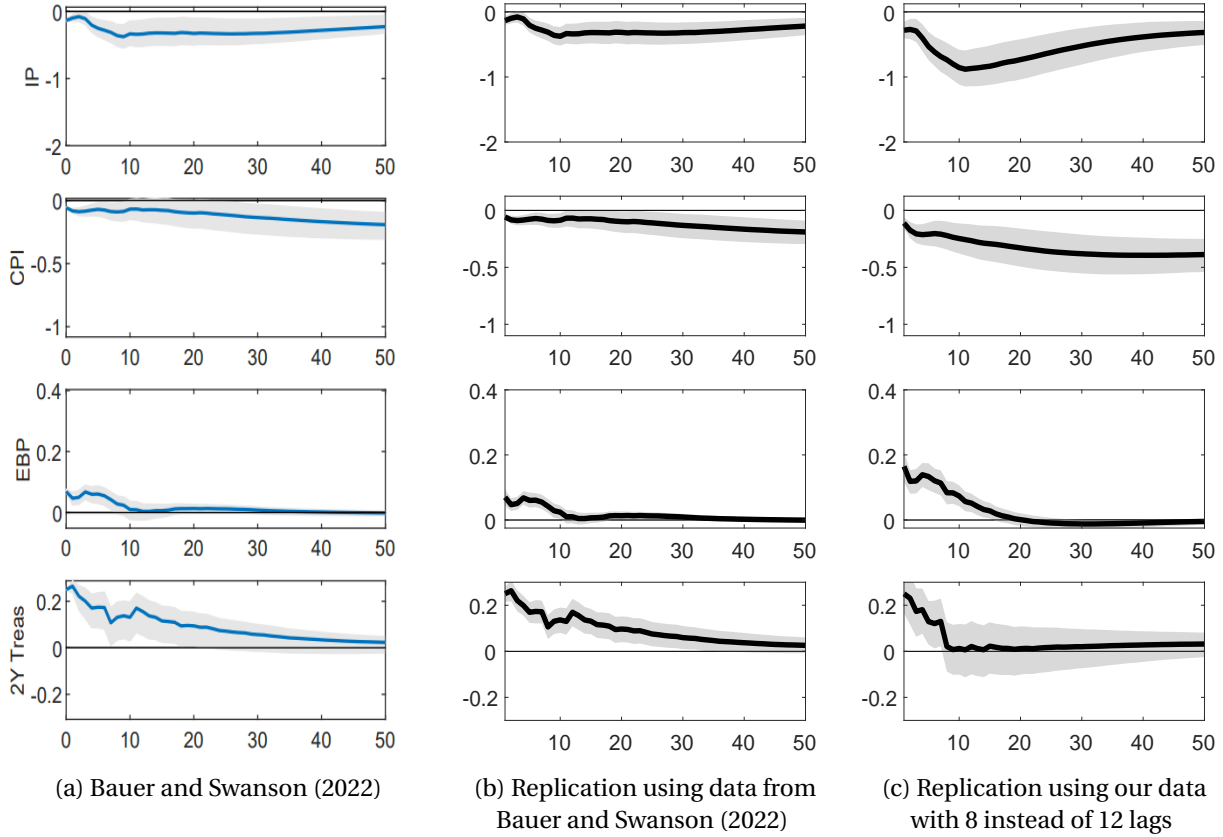 0
-1
-2
IP
0 10 20 30 40 50
0
-1
-2
10 20 30 40 50
0
-1
-2
10 20 30 40 50
0
-0.5
-1
CPI
0 10 20 30 40 50
0
-0.5
-1
10 20 30 40 50
0
-0.5
-1
10 20 30 40 50
0.4
0.2
0
EBP
0 10 20 30 40 50
0.4
0.2
0
10 20 30 40 50
0.4
0.2
0
10 20 30 40 50
0.2
0
-0.2
2Y Treas
0 10 20 30 40 50
0.2
0
-0.2
10 20 30 40 50
0.2
0
-0.2
10 20 30 40 50
(a) Bauer and Swanson (2022)
(b) Replication using data from
Bauer and Swanson (2022)
(c) Replication using our data
with 8 instead of 12 lags